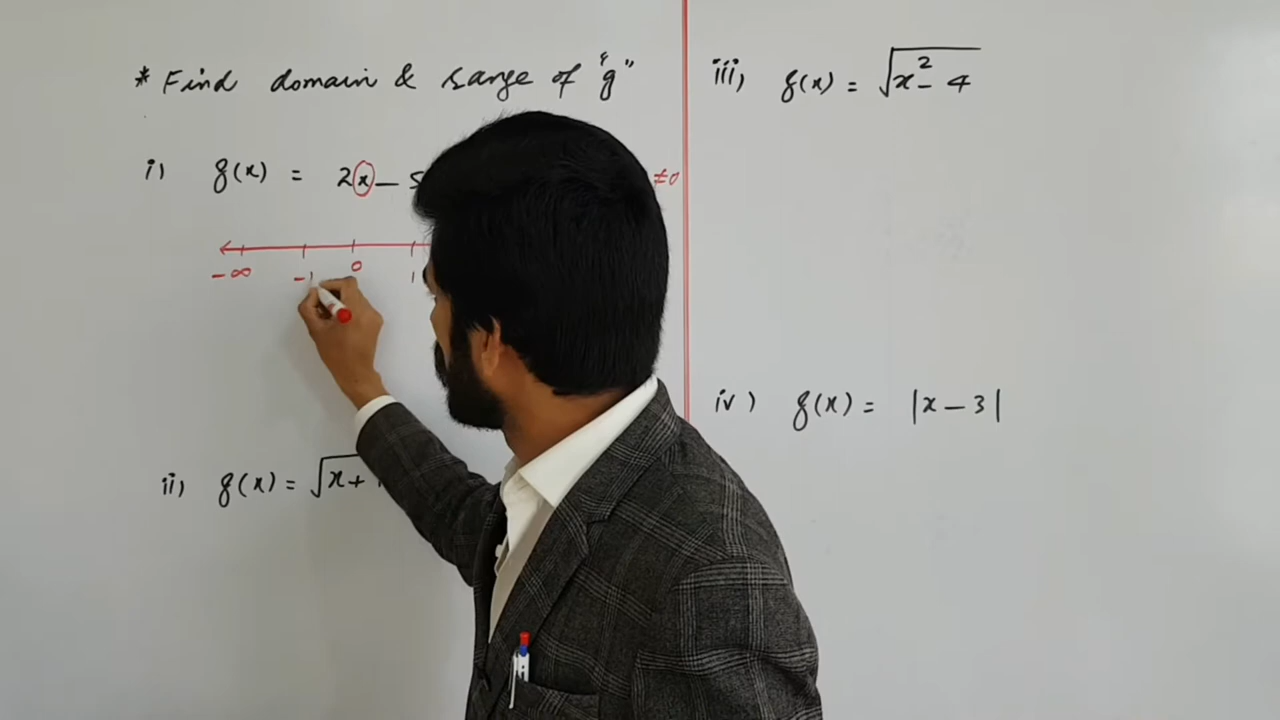 * Find domain & range of "g"
i) g(x) = 2x - 5
≠0
-∞ -1 0 1
ii) g(x) = √x+
iii) g(x) = √x² - 4
iv) g(x) = |x - 3|